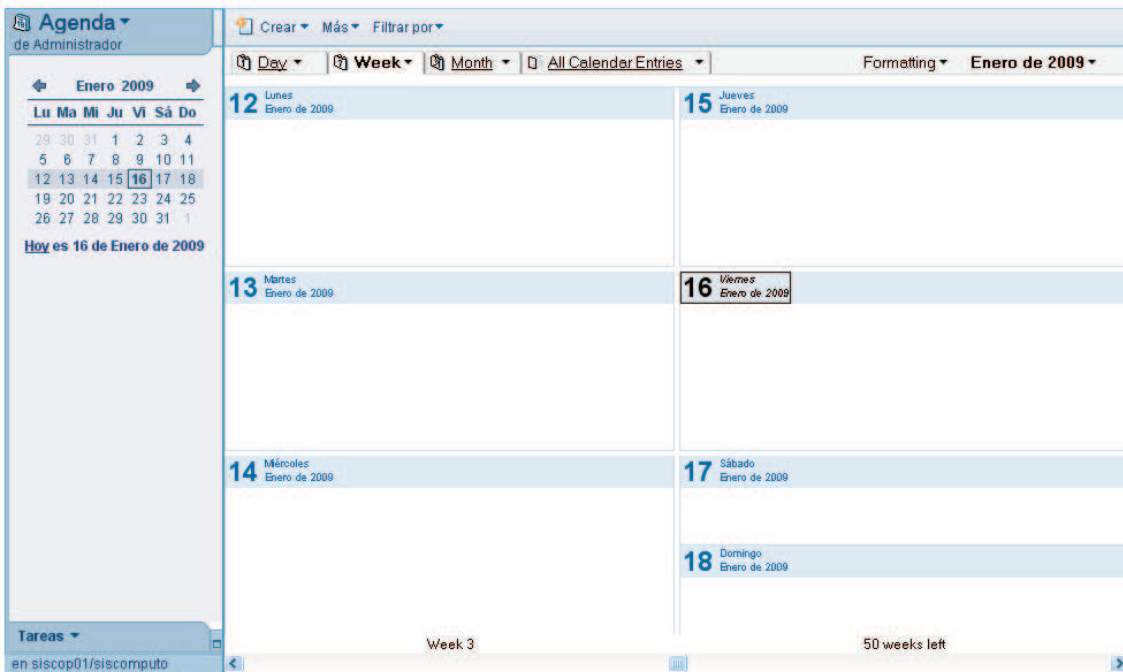 Agenda
de Administrador
Crear Más Filtrar por
Day Week Month All Calendar Entries Formatting Enero de 2009
Enero 2009
Lu Ma Mi Ju Vi Sá Do
29 30 31 1 2 3 4
5 6 7 8 9 10 11
12 13 14 15 16 17 18
19 20 21 22 23 24 25
26 27 28 29 30 31 1
Hoy es 16 de Enero de 2009
12 Lunes
Enero de 2009
13 Martes
Enero de 2009
14 Miércoles
Enero de 2009
15 Jueves
Enero de 2009
16 Viernes
Enero de 2009
17 Sábado
Enero de 2009
18 Domingo
Enero de 2009
Week 3
50 weeks left
Tareas
en siscop01/siscomputo